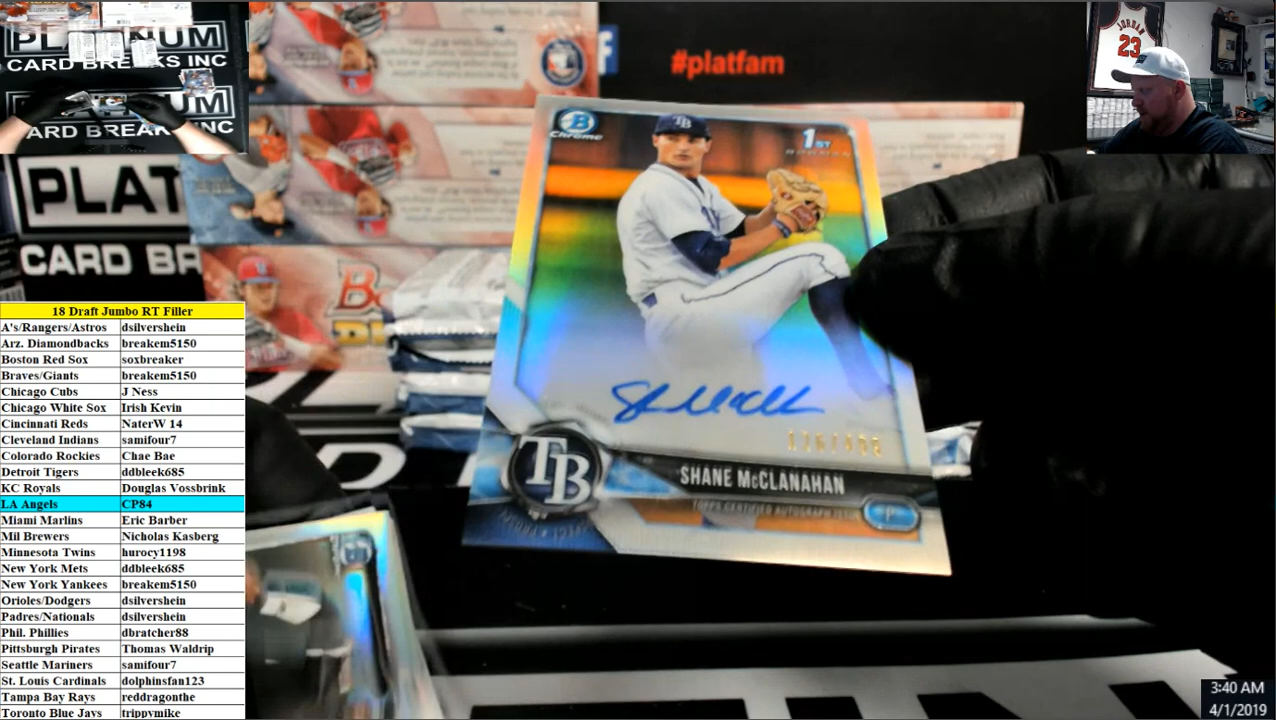 PLATINUM
CARD BREAKS INC
CARD BREAK INC
PLAT
CARD BR
#platfam
JORDAN
23
B
Chrome
1ST
BOWMAN
TB
TB
SHANE McCLANAHAN
TOPPS CERTIFIED AUTOGRAPH
P
18 Draft Jumbo RT Filler
A's/Rangers/Astros dsilvershein
Arz. Diamondbacks breakem5150
Boston Red Sox soxbreaker
Braves/Giants breakem5150
Chicago Cubs J Ness
Chicago White Sox Irish Kevin
Cincinnati Reds NaterW 14
Cleveland Indians samifour7
Colorado Rockies Chae Bae
Detroit Tigers ddbleek685
KC Royals Douglas Vossbrink
LA Angels CP84
Miami Marlins Eric Barber
Mil Brewers Nicholas Kasberg
Minnesota Twins hurocy1198
New York Mets ddbleek685
New York Yankees breakem5150
Orioles/Dodgers dsilvershein
Padres/Nationals dsilvershein
Phil. Phillies dbratcher88
Pittsburgh Pirates Thomas Waldrip
Seattle Mariners samifour7
St. Louis Cardinals dolphinsfan123
Tampa Bay Rays reddragonthe
Toronto Blue Jays trippymike
3:40 AM
4/1/2019